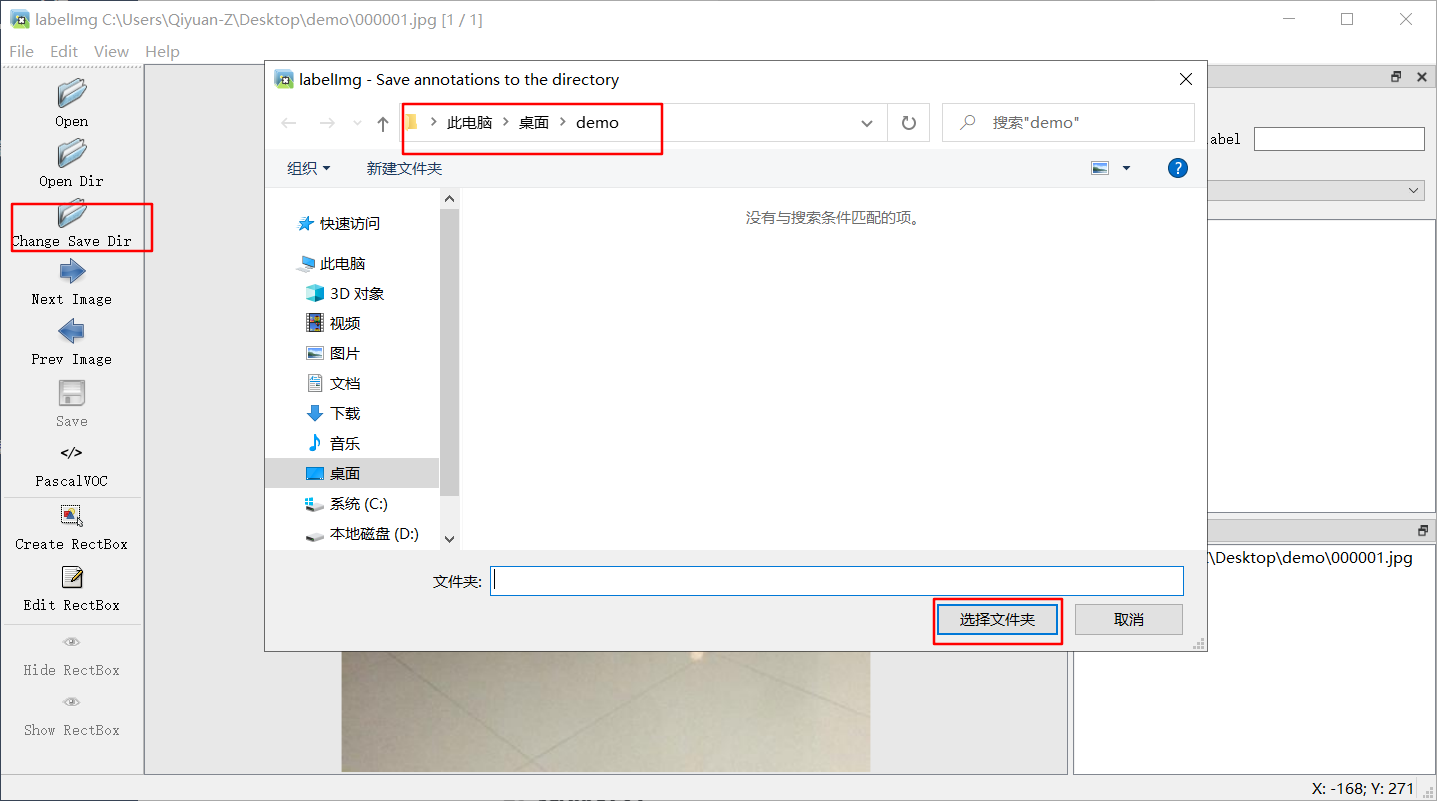 labelImg C:\Users\Qiyuan-Z\Desktop\demo\000001.jpg [1 / 1]
File Edit View Help
Open
Open Dir
Change Save Dir
Next Image
Prev Image
Save
</>
PascalVOC
Create RectBox
Edit RectBox
Hide RectBox
Show RectBox
labelImg - Save annotations to the directory
此电脑 > 桌面 > demo
搜索"demo"
组织
新建文件夹
?
没有与搜索条件匹配的项。
快速访问
此电脑
3D 对象
视频
图片
文档
下载
音乐
桌面
系统 (C:)
本地磁盘 (D:)
文件夹:
选择文件夹
取消
abel
\Desktop\demo\000001.jpg
X: -168; Y: 271